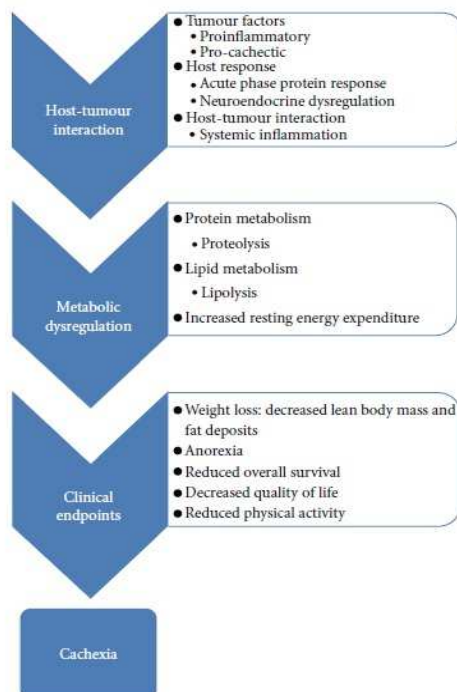 Host-tumour
interaction
● Tumour factors
• Proinflammatory
• Pro-cachectic
● Host response
• Acute phase protein response
• Neuroendocrine dysregulation
● Host-tumour interaction
• Systemic inflammation
Metabolic
dysregulation
● Protein metabolism
• Proteolysis
● Lipid metabolism
• Lipolysis
● Increased resting energy expenditure
Clinical
endpoints
● Weight loss: decreased lean body mass and
fat deposits
● Anorexia
● Reduced overall survival
● Decreased quality of life
● Reduced physical activity
Cachexia